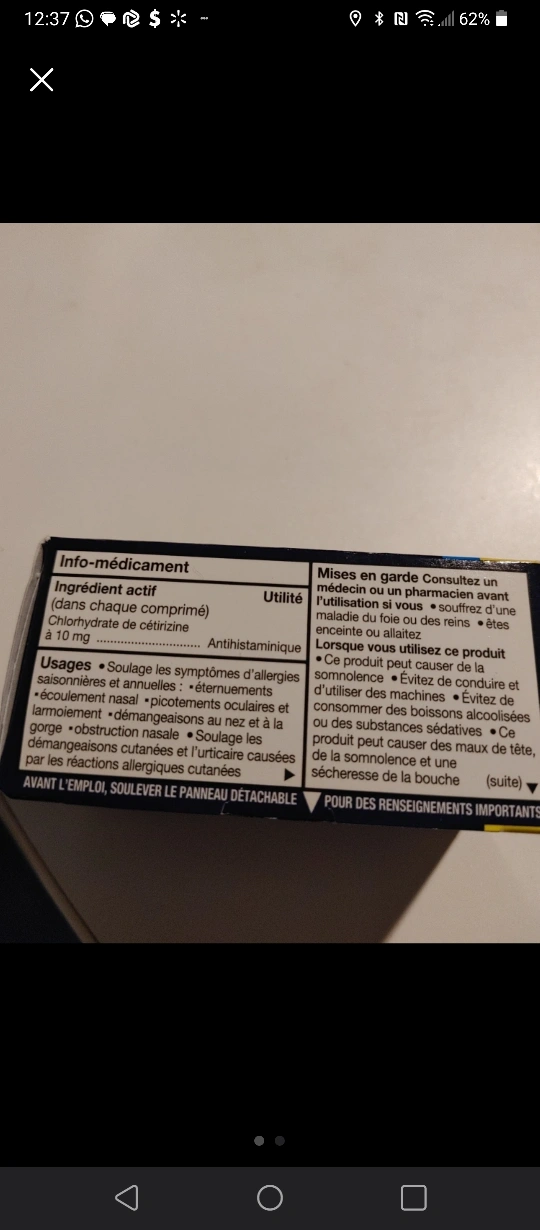 12:37
62%
Info-médicament
Ingrédient actif Utilité
(dans chaque comprimé)
Chlorhydrate de cétirizine
à 10 mg .............................. Antihistaminique
Usages • Soulage les symptômes d'allergies
saisonnières et annuelles : • éternuements
• écoulement nasal • picotements oculaires et
larmoiement • démangeaisons au nez et à la
gorge • obstruction nasale • Soulage les
démangeaisons cutanées et l'urticaire causées
par les réactions allergiques cutanées
Mises en garde Consultez un
médecin ou un pharmacien avant
l'utilisation si vous • souffrez d'une
maladie du foie ou des reins • êtes
enceinte ou allaitez
Lorsque vous utilisez ce produit
• Ce produit peut causer de la
somnolence • Évitez de conduire et
d'utiliser des machines • Évitez de
consommer des boissons alcoolisées
ou des substances sédatives • Ce
produit peut causer des maux de tête,
de la somnolence et une
sécheresse de la bouche (suite)
AVANT L'EMPLOI, SOULEVER LE PANNEAU DÉTACHABLE POUR DES RENSEIGNEMENTS IMPORTANTS